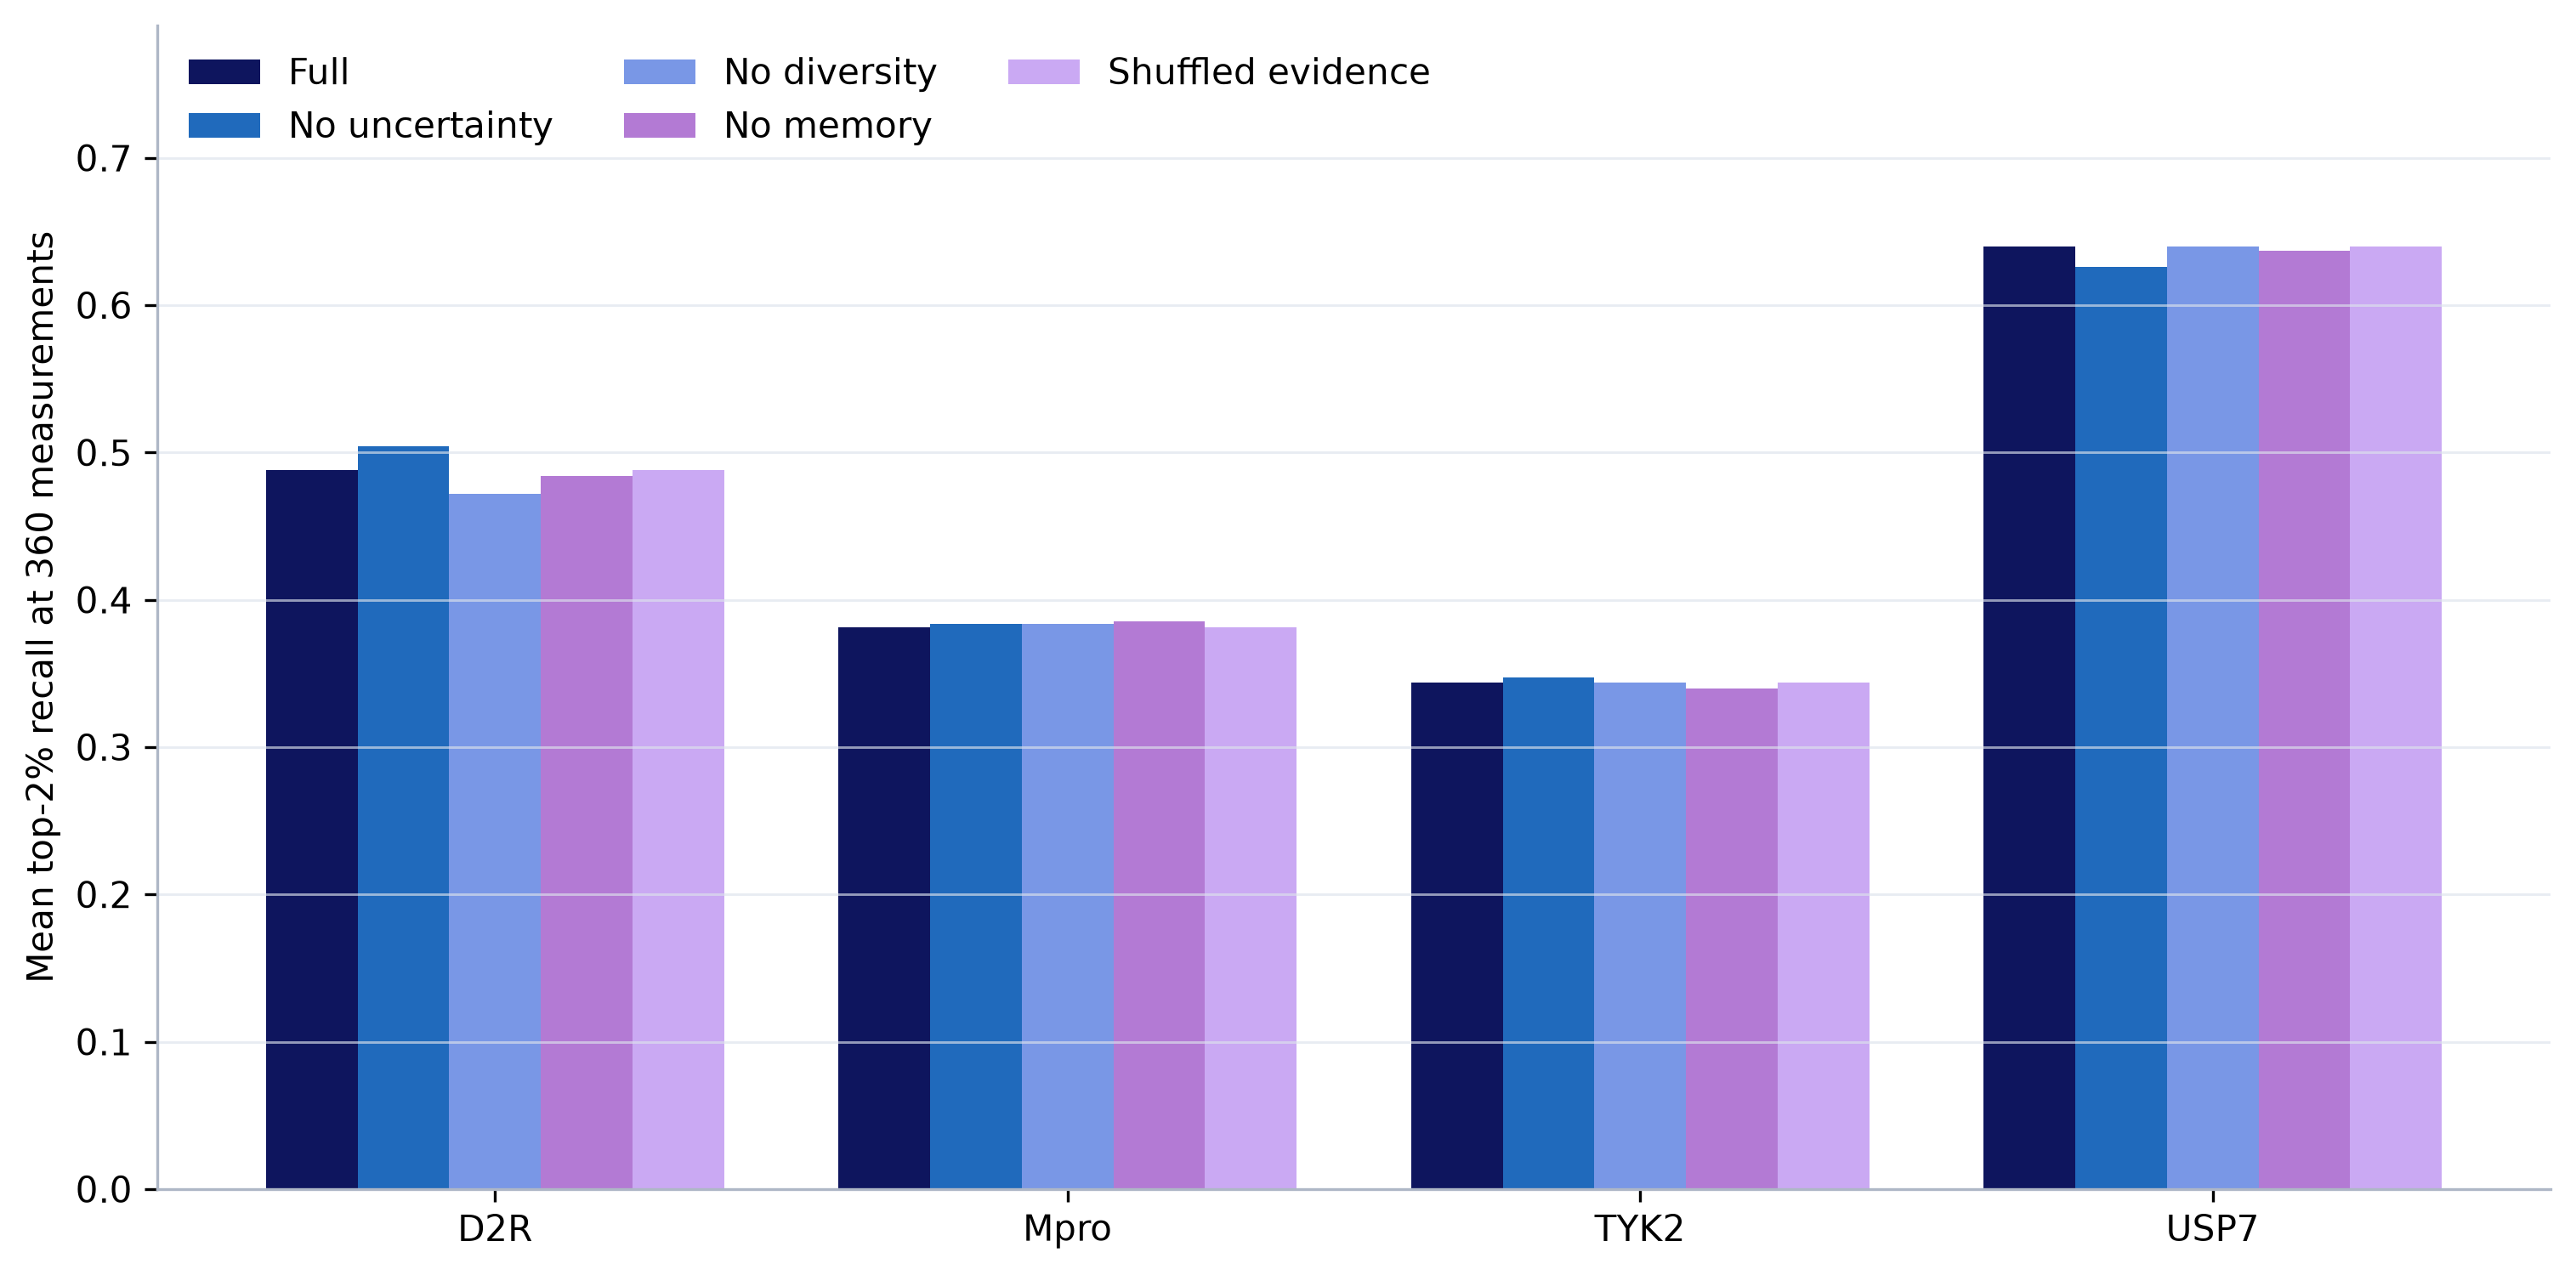 Full
No uncertainty
No diversity
No memory
Shuffled evidence
Mean top-2% recall at 360 measurements
0.7
0.6
0.5
0.4
0.3
0.2
0.1
0.0
D2R
Mpro
TYK2
USP7